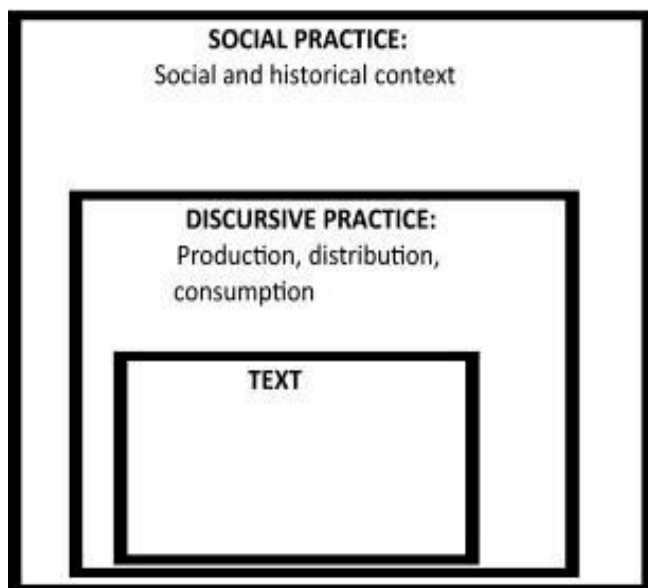 SOCIAL PRACTICE:
Social and historical context
DISCURSIVE PRACTICE:
Production, distribution,
consumption
TEXT